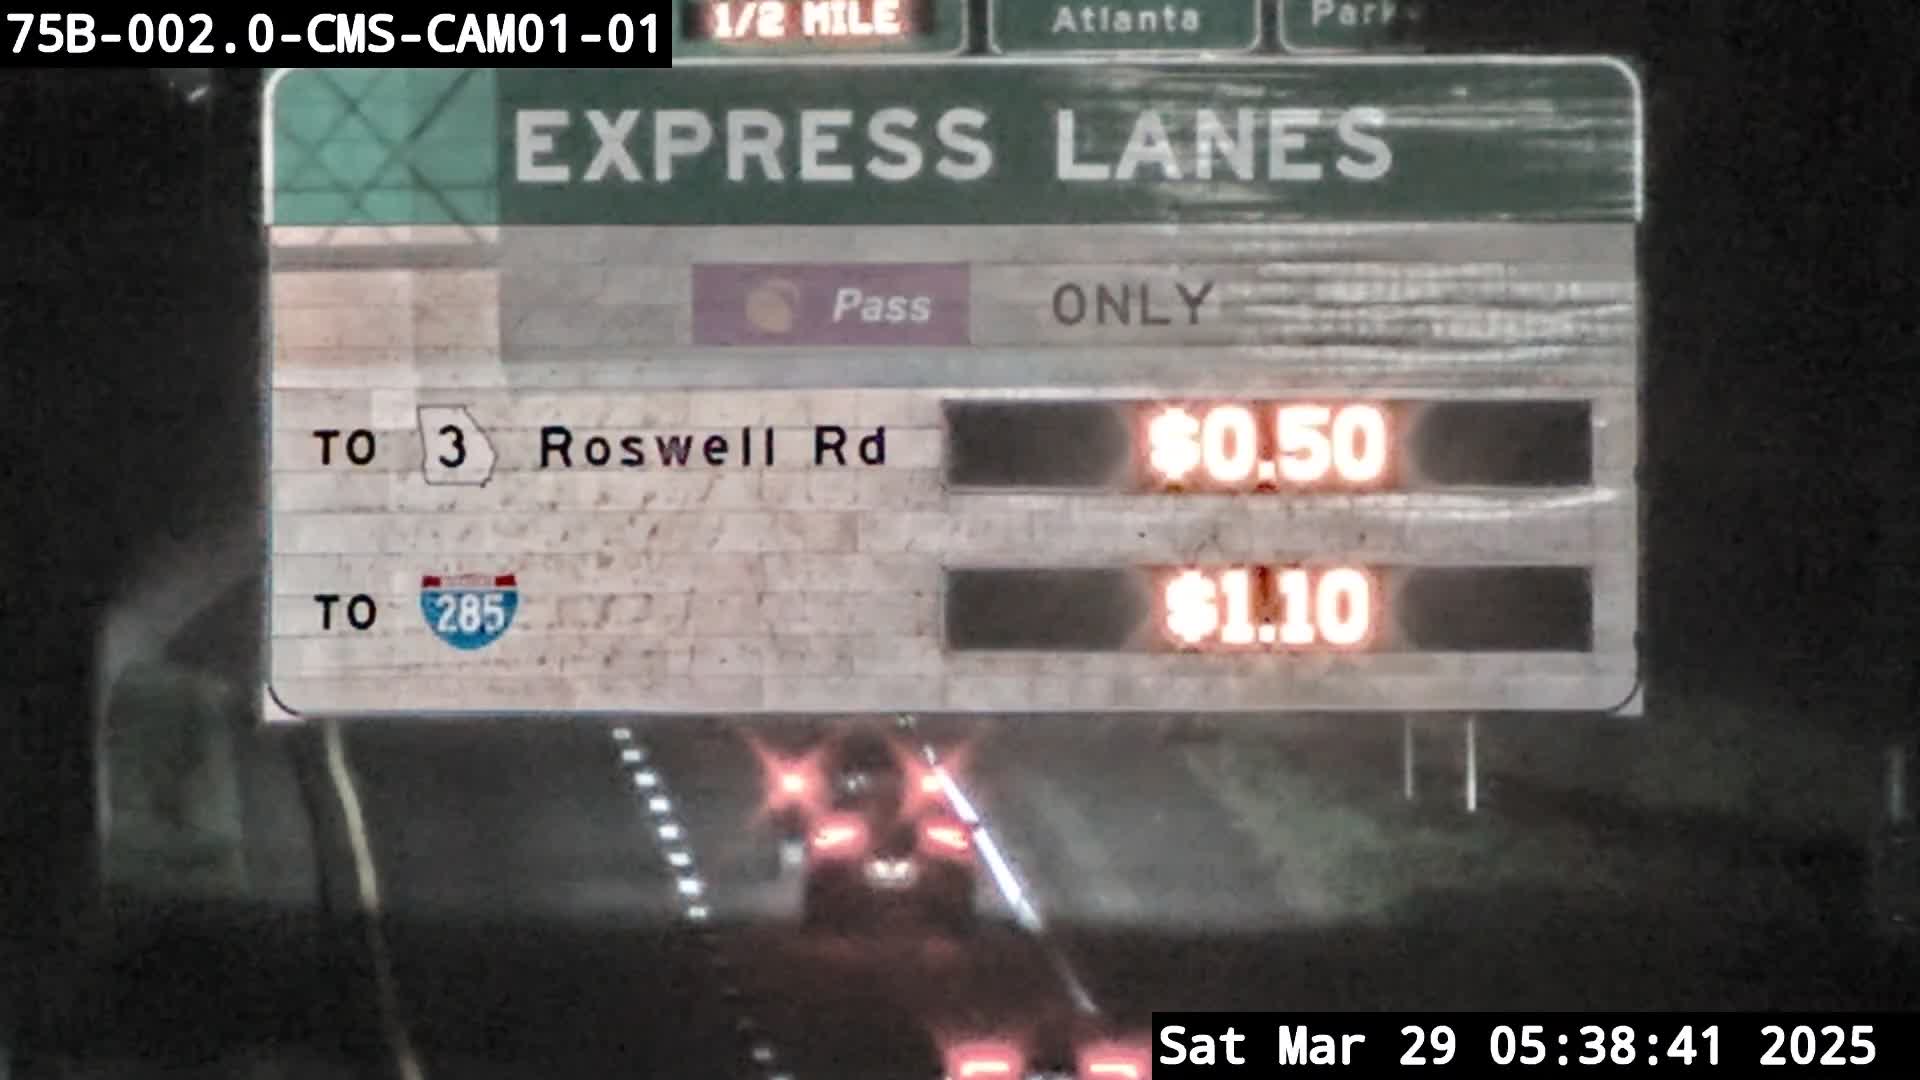 75B-002.0-CMS-CAM01-01
1/2 MILE
Atlanta
Park
EXPRESS LANES
Pass ONLY
TO 3 Roswell Rd $0.50
TO 285 $1.10
Sat Mar 29 05:38:41 2025